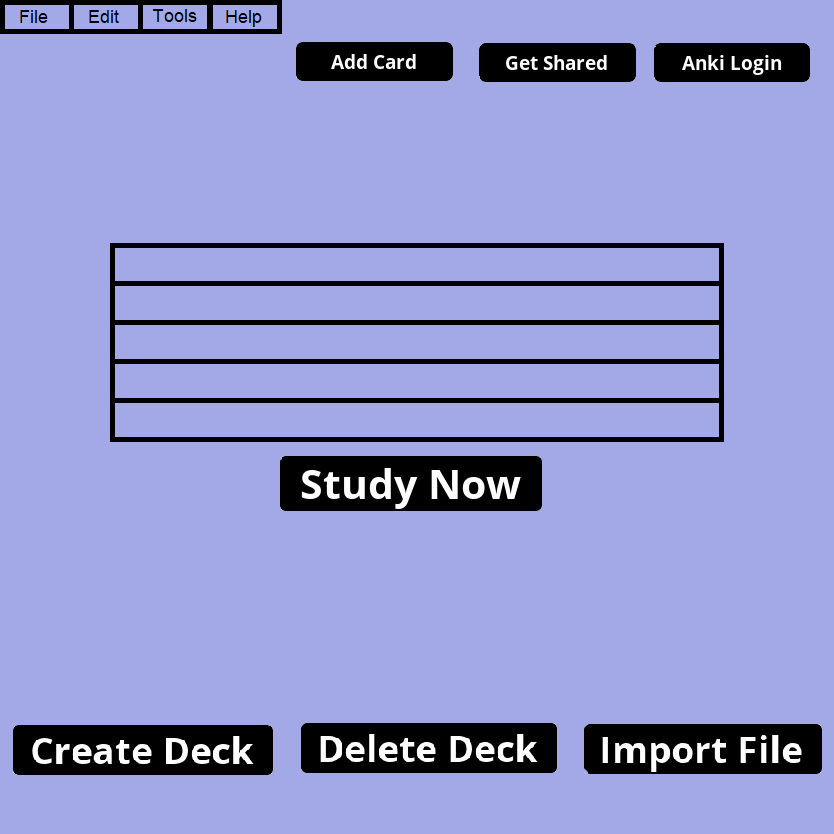 File Edit Tools Help
Add Card Get Shared Anki Login
Study Now
Create Deck Delete Deck Import File